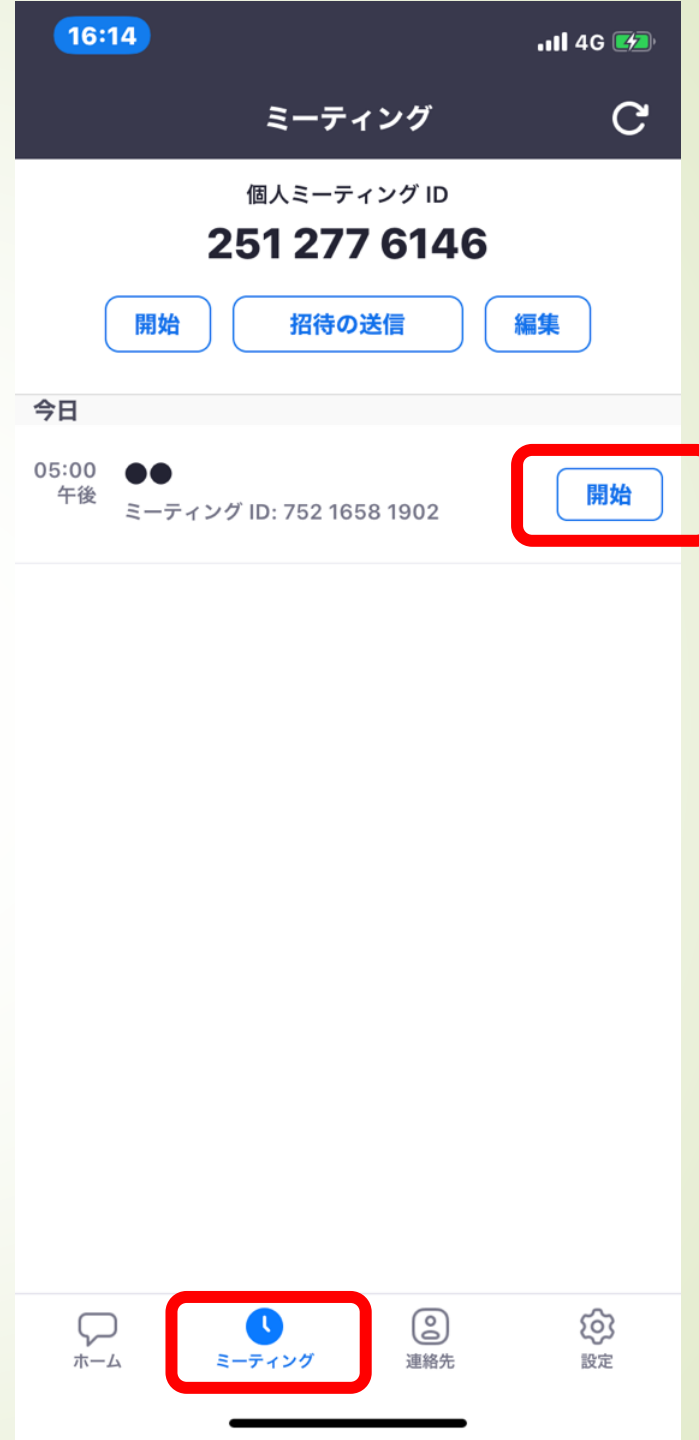 16:14
4G
ミーティング
個人ミーティング ID
251 277 6146
開始 招待の送信 編集
今日
05:00 ●●
午後
ミーティング ID: 752 1658 1902
開始
ホーム ミーティング 連絡先 設定